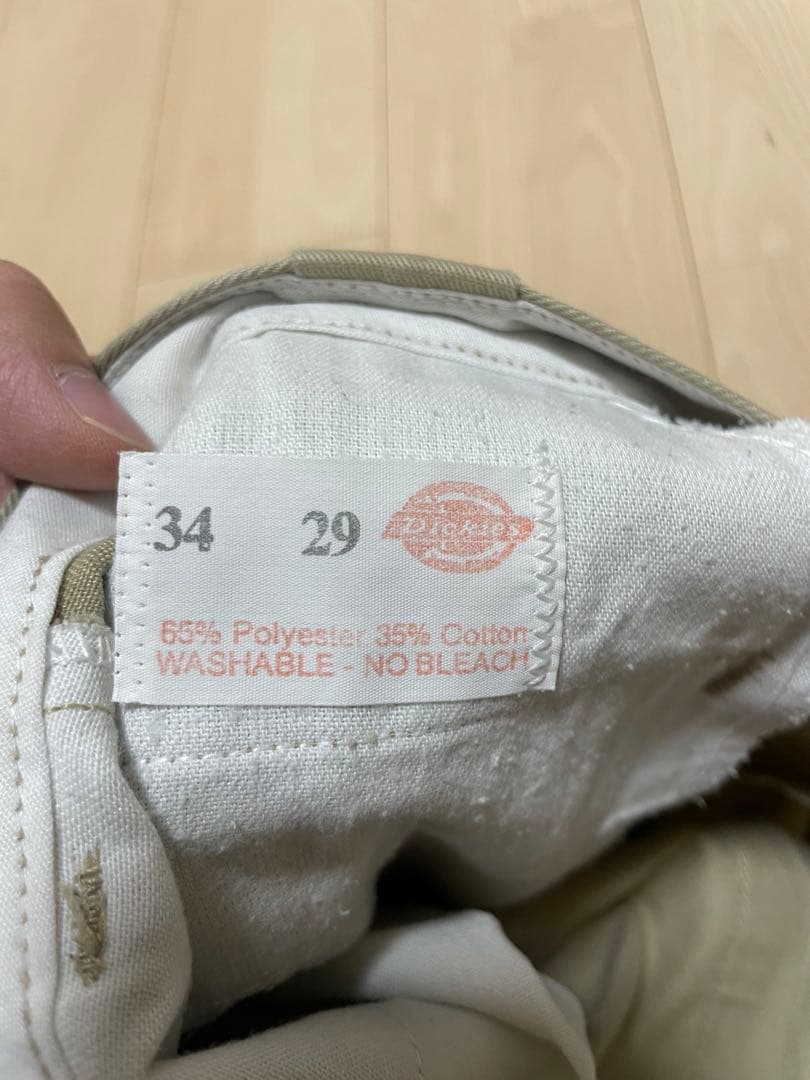 34 29 Dickies
65% Polyester 35% Cotton
WASHABLE - NO BLEACH